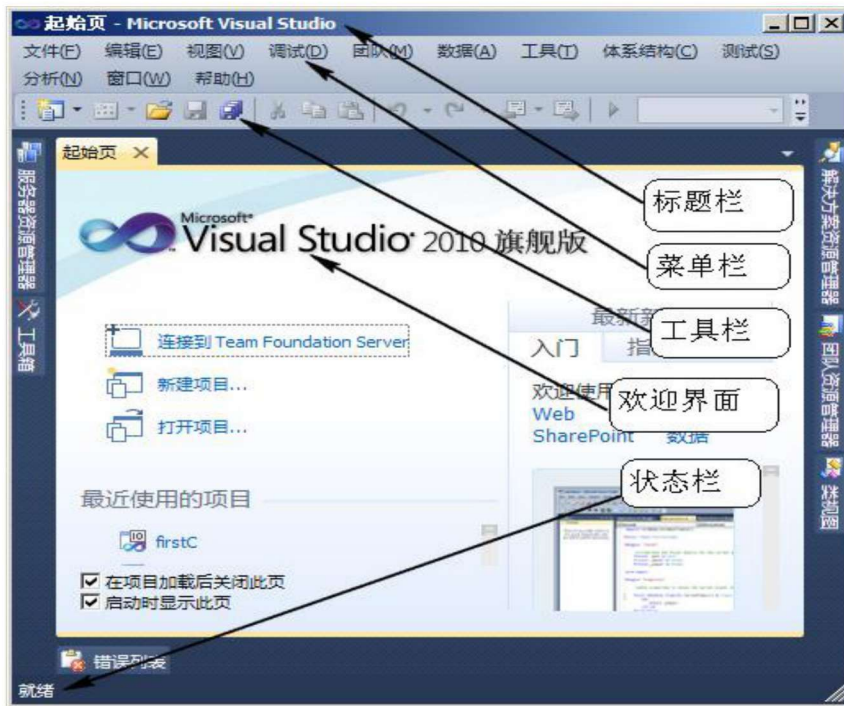 起始页 - Microsoft Visual Studio
文件(F) 编辑(E) 视图(V) 调试(D) 团队(M) 数据(A) 工具(T) 体系结构(C) 测试(S)
分析(N) 窗口(W) 帮助(H)
服务器资源管理器
工具箱
起始页
Microsoft
Visual Studio 2010 旗舰版
连接到 Team Foundation Server
新建项目...
打开项目...
最近使用的项目
firstC
在项目加载后关闭此页
启动时显示此页
最新新
入门
欢迎使用
Web
SharePoint 数据
标题栏
菜单栏
工具栏
欢迎界面
状态栏
解决方案资源管理器
团队资源管理器
类视图
错误列表
就绪